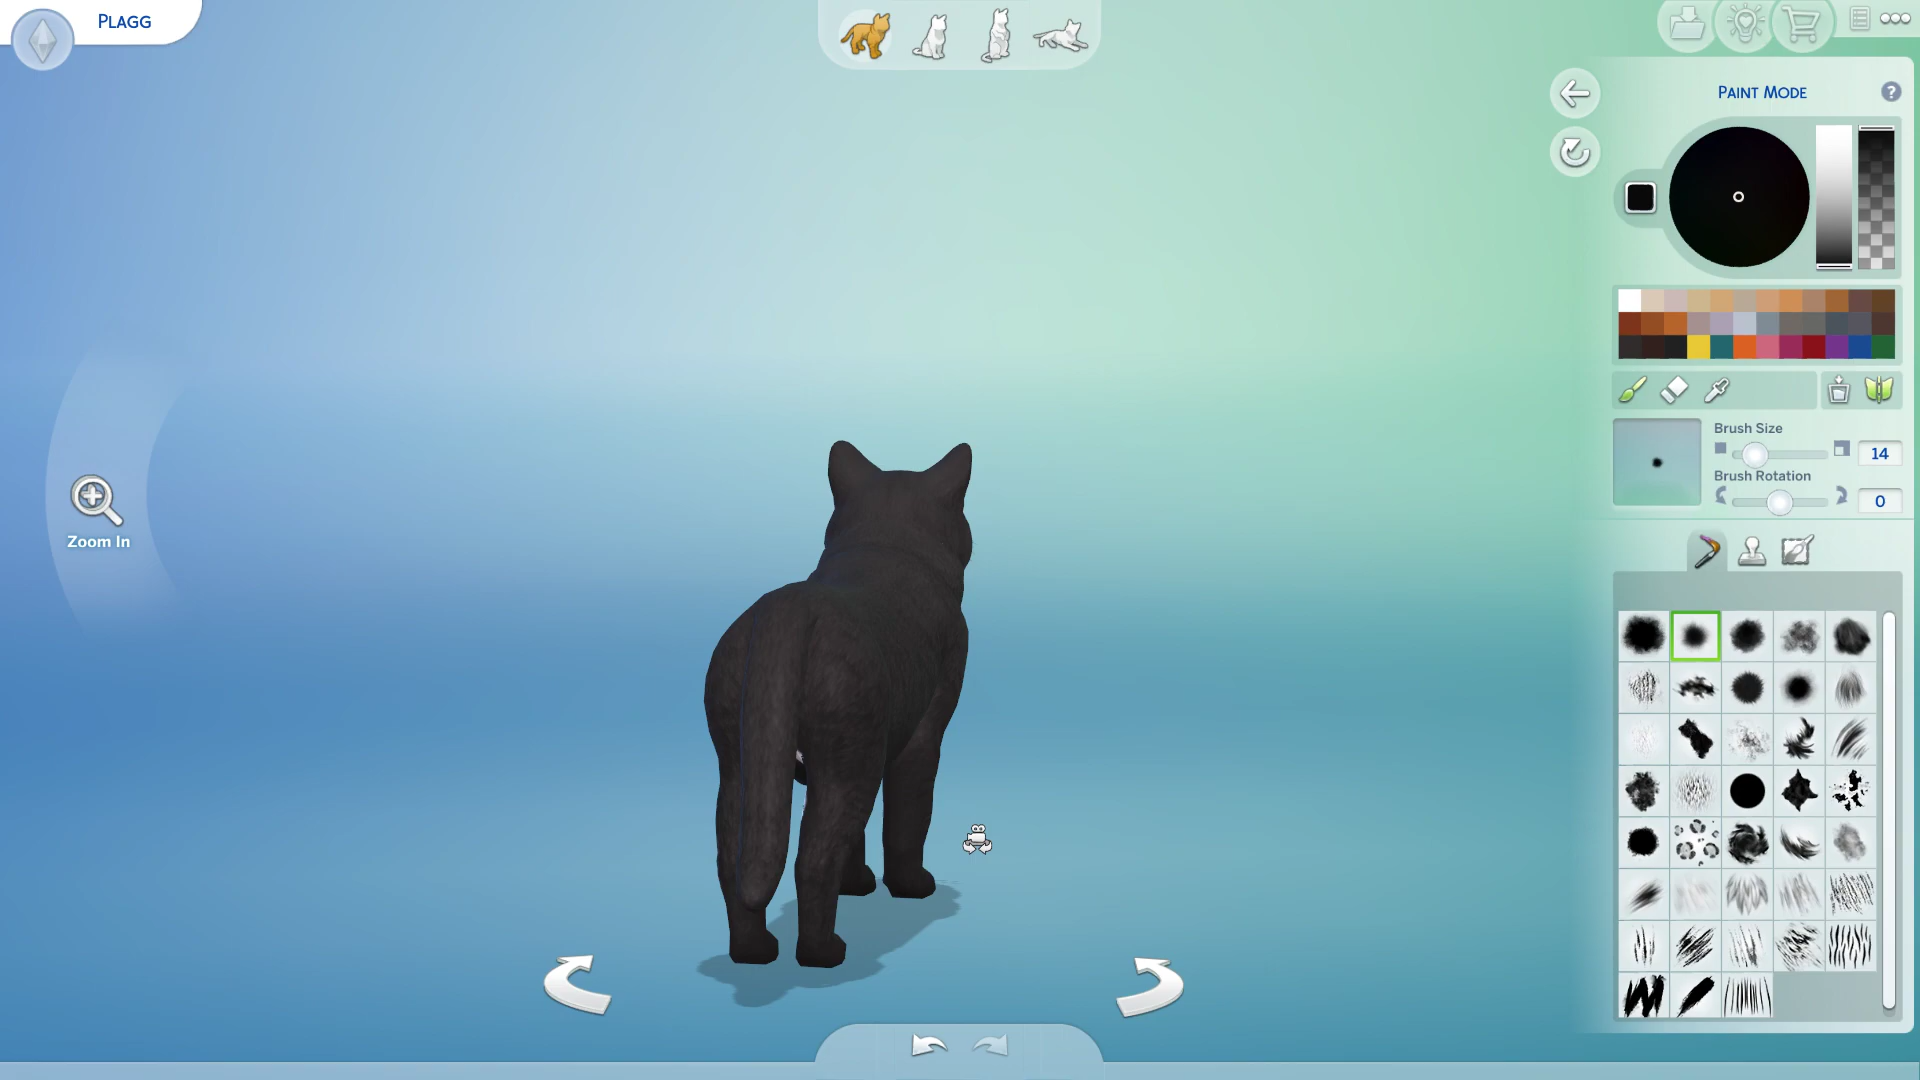 Plagg
Paint Mode
?
Brush Size
14
Brush Rotation
0
Zoom In